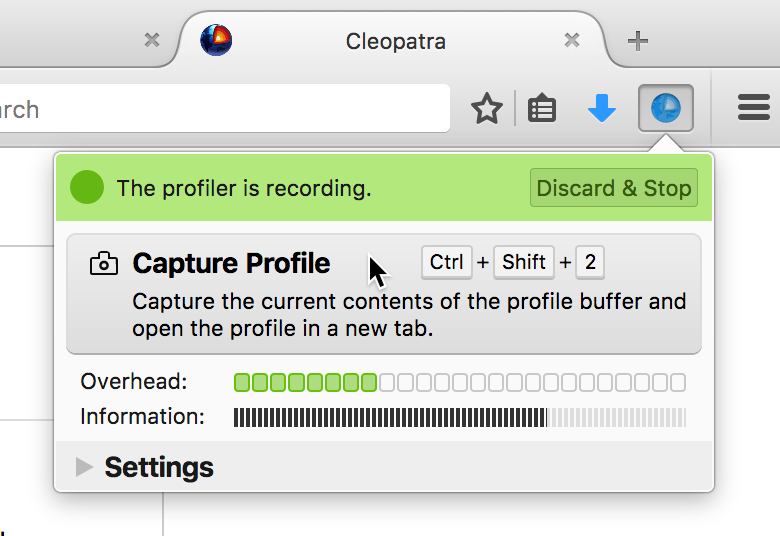 Cleopatra
rch
The profiler is recording. Discard & Stop
Capture Profile Ctrl + Shift + 2
Capture the current contents of the profile buffer and
open the profile in a new tab.
Overhead:
Information:
Settings